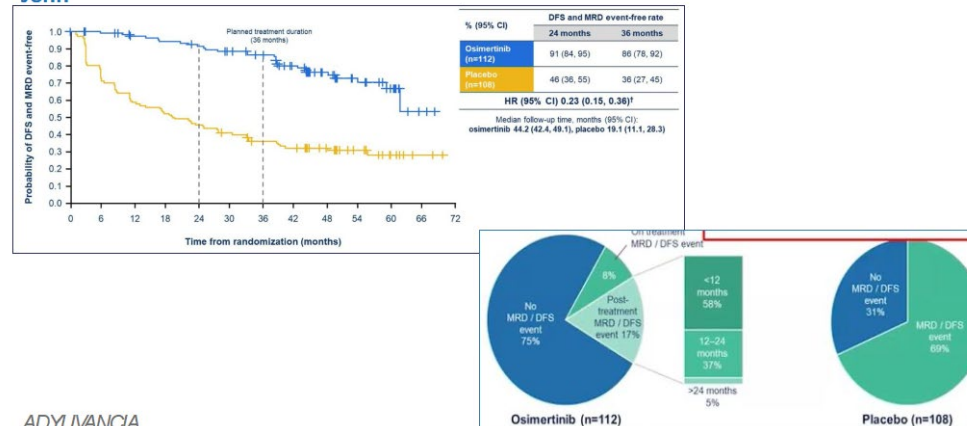 John
Probability of DFS and MRD event-free
1.0
0.9
0.8
0.7
0.6
0.5
0.4
0.3
0.2
0.1
0.0
Planned treatment duration
(36 months)
0 6 12 18 24 30 36 42 48 54 60 66 72
Time from randomization (months)
% (95% CI)
DFS and MRD event-free rate
24 months 36 months
Osimertinib
(n=112)
91 (84, 95) 86 (78, 92)
Placebo
(n=108)
46 (36, 55) 36 (27, 45)
HR (95% CI) 0.23 (0.15, 0.36)†
Median follow-up time, months (95% CI):
osimertinib 44.2 (42.4, 49.1), placebo 19.1 (11.1, 28.3)
On treatment
MRD / DFS event
8%
No
MRD / DFS
event
75%
Post-
treatment
MRD / DFS
event 17%
<12
months
58%
12–24
months
37%
>24 months
5%
Osimertinib (n=112)
No
MRD / DFS
event
31%
MRD / DFS
event
69%
Placebo (n=108)
ADYUVANCIA